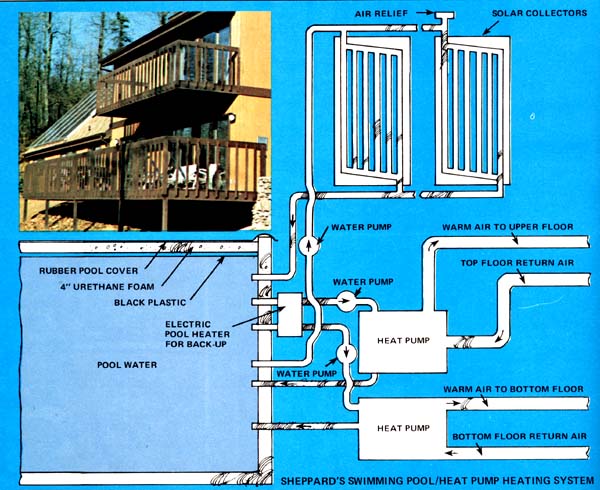 AIR RELIEF
SOLAR COLLECTORS
WATER PUMP
WARM AIR TO UPPER FLOOR
TOP FLOOR RETURN AIR
RUBBER POOL COVER
4" URETHANE FOAM
BLACK PLASTIC
WATER PUMP
ELECTRIC
POOL HEATER
FOR BACK-UP
HEAT PUMP
POOL WATER
WATER PUMP
WARM AIR TO BOTTOM FLOOR
HEAT PUMP
BOTTOM FLOOR RETURN AIR
SHEPPARD'S SWIMMING POOL/HEAT PUMP HEATING SYSTEM